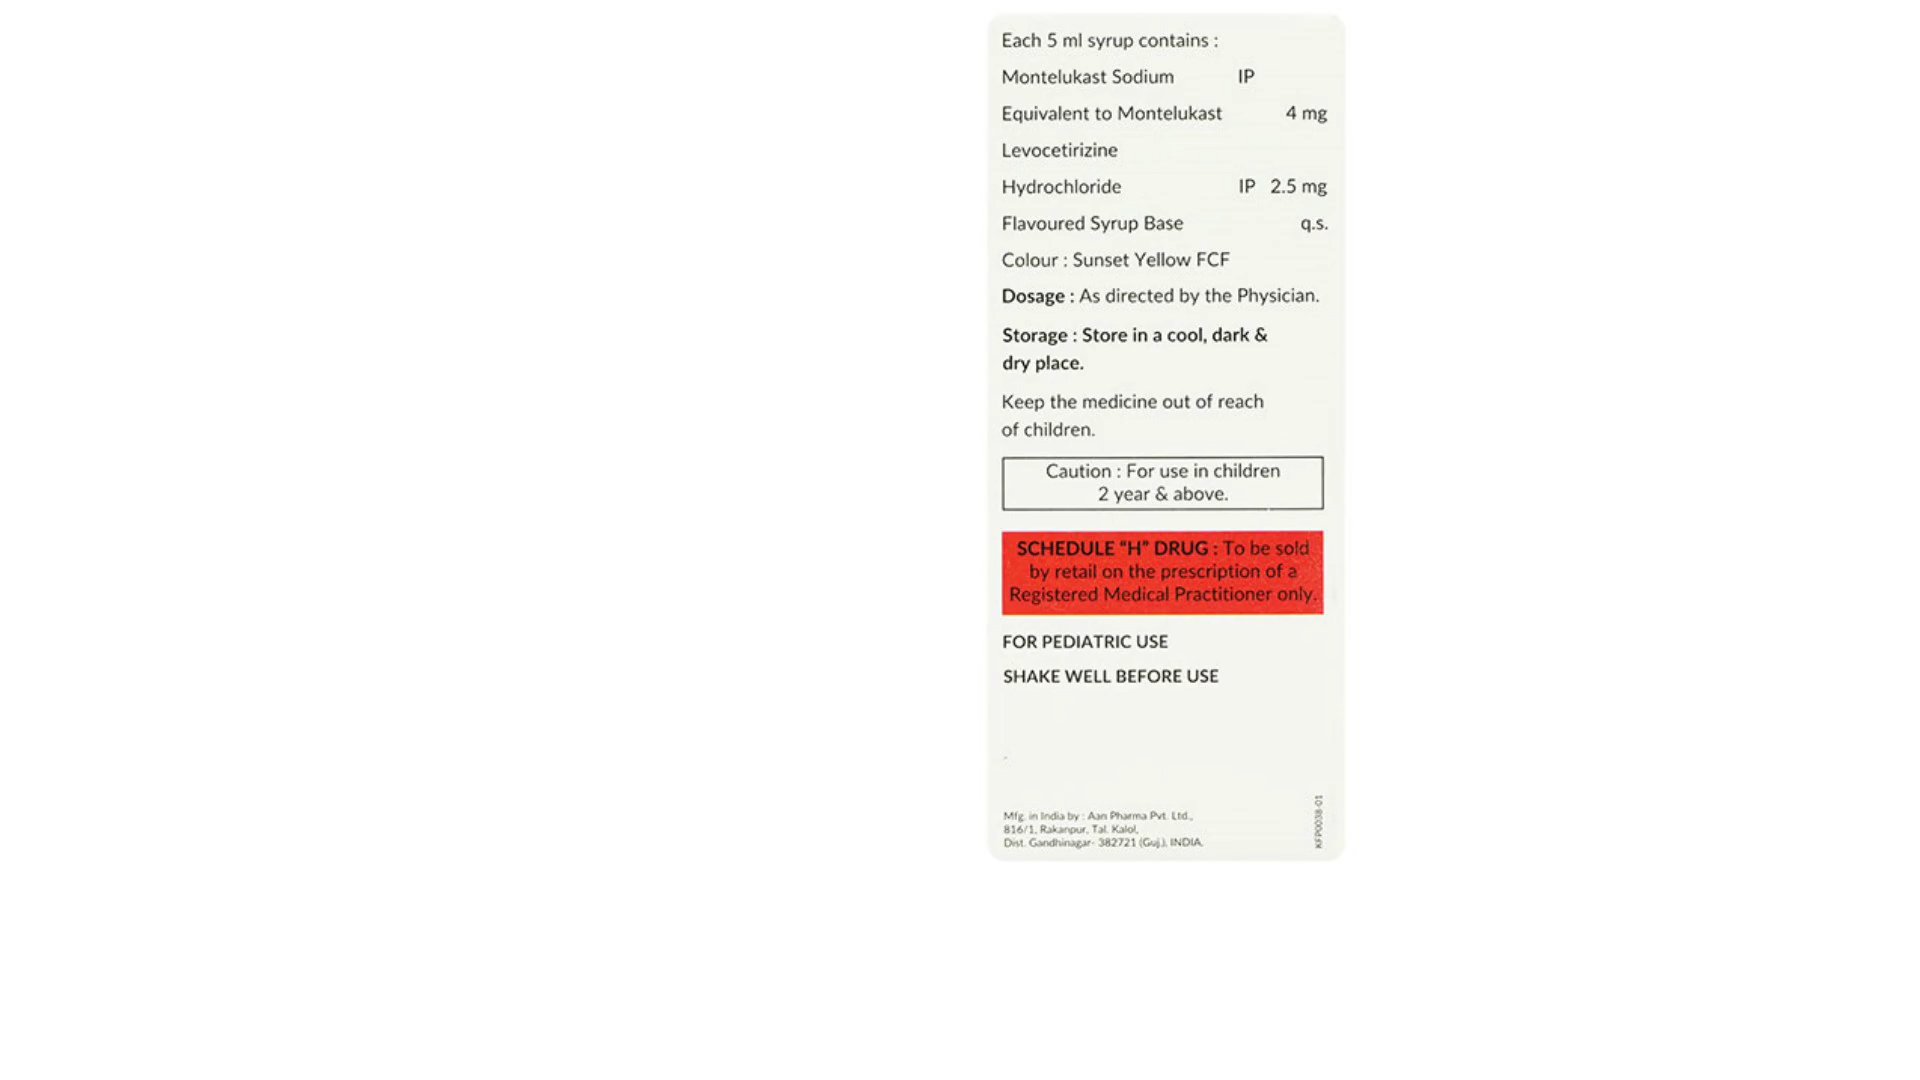 Each 5 ml syrup contains :
Montelukast Sodium IP
Equivalent to Montelukast 4 mg
Levocetirizine
Hydrochloride IP 2.5 mg
Flavoured Syrup Base q.s.
Colour : Sunset Yellow FCF
Dosage : As directed by the Physician.
Storage : Store in a cool, dark &
dry place.
Keep the medicine out of reach
of children.
Caution : For use in children
2 year & above.
SCHEDULE "H" DRUG : To be sold
by retail on the prescription of a
Registered Medical Practitioner only.
FOR PEDIATRIC USE
SHAKE WELL BEFORE USE
Mfg. in India by : Aan Pharma Pvt. Ltd.,
816/1, Rakanpur, Tal. Kalol,
Dist. Gandhinagar- 382721 (Guj.), INDIA.
KFP0038-01